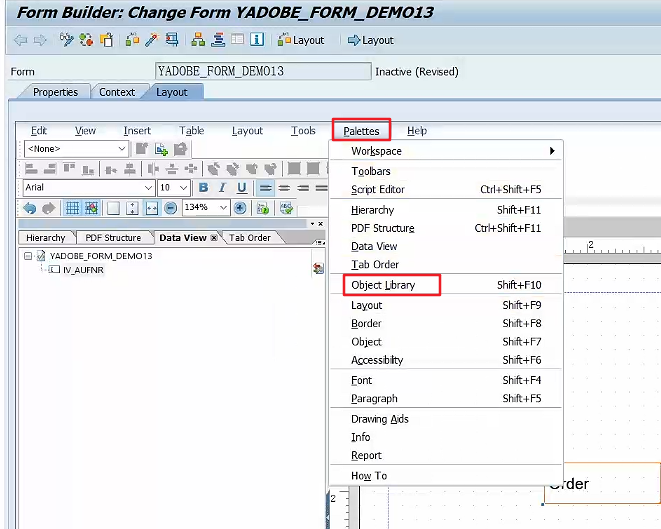 Form Builder: Change Form YADOBE_FORM_DEMO13
Layout Layout
Form YADOBE_FORM_DEMO13 Inactive (Revised)
Properties Context Layout
Edit View Insert Table Layout Tools Palettes Help
<None>
Arial 10 B I U
134%
Hierarchy PDF Structure Data View Tab Order
YADOBE_FORM_DEMO13
IV_AUFNR
Workspace
Toolbars
Script Editor Ctrl+Shift+F5
Hierarchy Shift+F11
PDF Structure Ctrl+Shift+F11
Data View
Tab Order
Object Library Shift+F10
Layout Shift+F9
Border Shift+F8
Object Shift+F7
Accessibility Shift+F6
Font Shift+F4
Paragraph Shift+F5
Drawing Aids
Info
Report
How To
2
Order
2